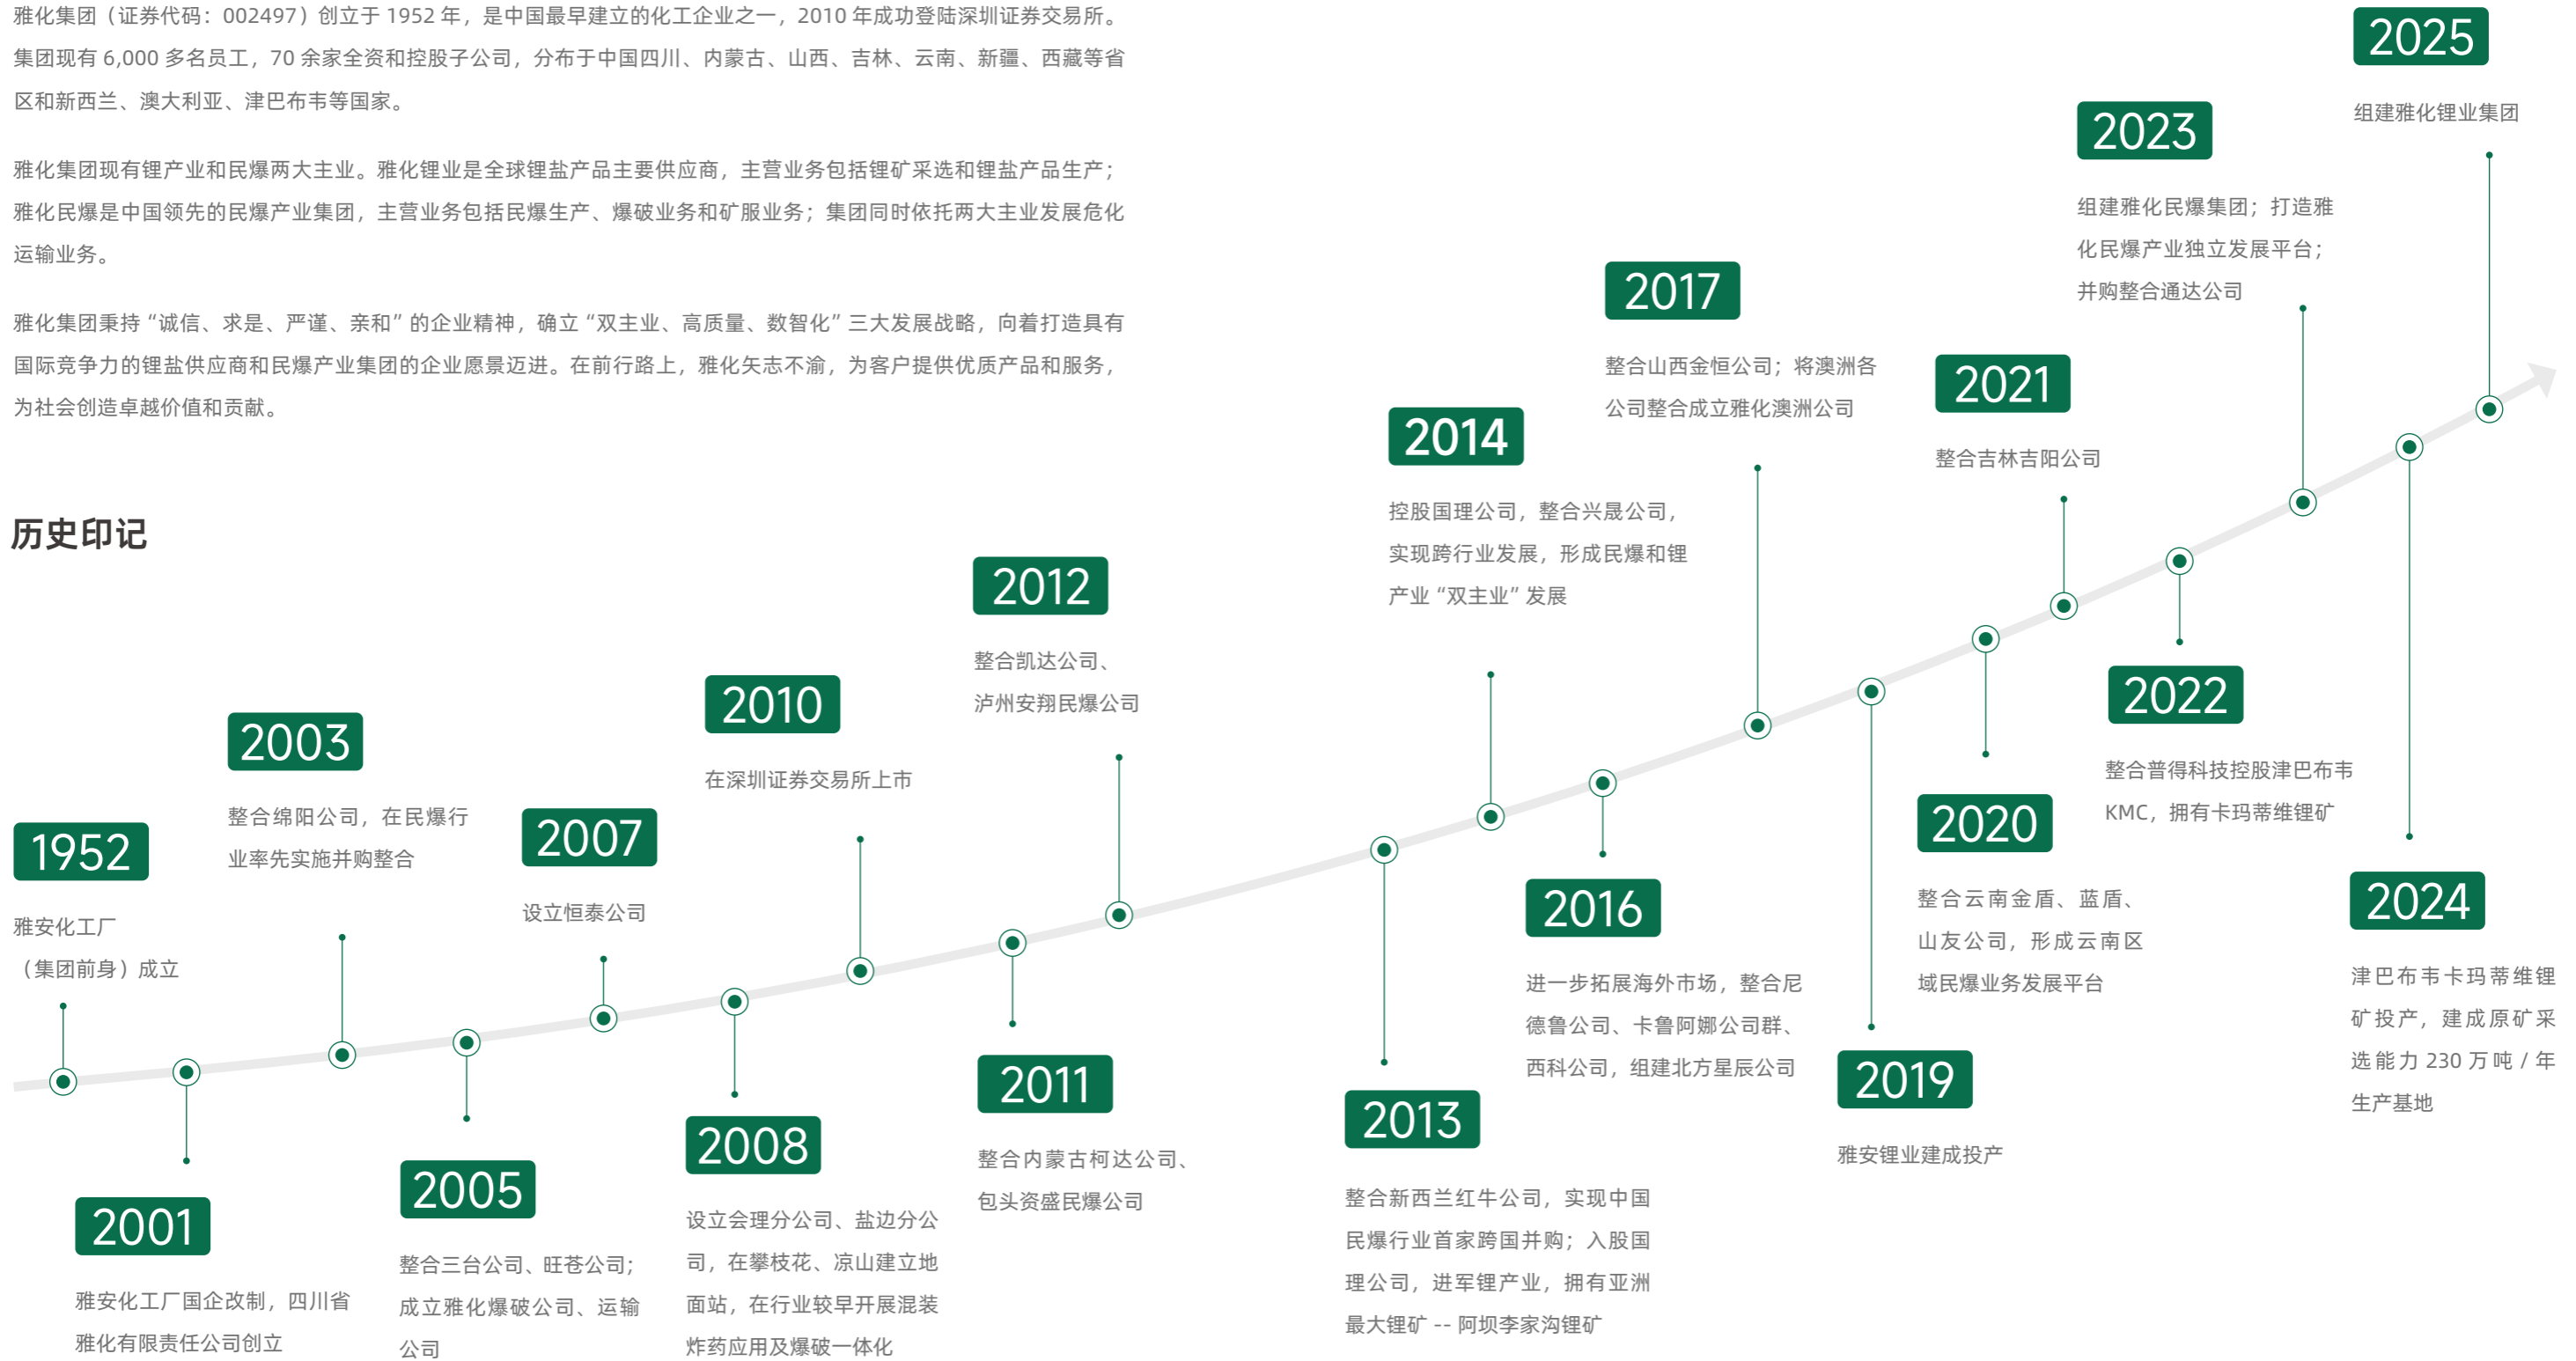 雅化集团（证券代码：002497）创立于 1952 年，是中国最早建立的化工企业之一，2010 年成功登陆深圳证券交易所。
集团现有 6,000 多名员工，70 余家全资和控股子公司，分布于中国四川、内蒙古、山西、吉林、云南、新疆、西藏等省
区和新西兰、澳大利亚、津巴布韦等国家。
雅化集团现有锂产业和民爆两大主业。雅化锂业是全球锂盐产品主要供应商，主营业务包括锂矿采选和锂盐产品生产；
雅化民爆是中国领先的民爆产业集团，主营业务包括民爆生产、爆破业务和矿服业务；集团同时依托两大主业发展危化
运输业务。
雅化集团秉持“诚信、求是、严谨、亲和”的企业精神，确立“双主业、高质量、数智化”三大发展战略，向着打造具有
国际竞争力的锂盐供应商和民爆产业集团的企业愿景迈进。在前行路上，雅化矢志不渝，为客户提供优质产品和服务，
为社会创造卓越价值和贡献。
历史印记
1952
雅安化工厂
（集团前身）成立
2001
雅安化工厂国企改制，四川省
雅化有限责任公司创立
2003
整合绵阳公司，在民爆行
业率先实施并购整合
2005
整合三台公司、旺苍公司；
成立雅化爆破公司、运输
公司
2007
设立恒泰公司
2008
设立会理分公司、盐边分公
司，在攀枝花、凉山建立地
面站，在行业较早开展混装
炸药应用及爆破一体化
2010
在深圳证券交易所上市
2011
整合内蒙古柯达公司、
包头资盛民爆公司
2012
整合凯达公司、
泸州安翔民爆公司
2013
整合新西兰红牛公司，实现中国
民爆行业首家跨国并购；入股国
理公司，进军锂产业，拥有亚洲
最大锂矿 -- 阿坝李家沟锂矿
2014
控股国理公司，整合兴晟公司，
实现跨行业发展，形成民爆和锂
产业“双主业”发展
2016
进一步拓展海外市场，整合尼
德鲁公司、卡鲁阿娜公司群、
西科公司，组建北方星辰公司
2017
整合山西金恒公司；将澳洲各
公司整合成立雅化澳洲公司
2019
雅安锂业建成投产
2020
整合云南金盾、蓝盾、
山友公司，形成云南区
域民爆业务发展平台
2021
整合吉林吉阳公司
2022
整合普得科技控股津巴布韦
KMC，拥有卡玛蒂维锂矿
2023
组建雅化民爆集团；打造雅
化民爆产业独立发展平台；
并购整合通达公司
2024
津巴布韦卡玛蒂维锂
矿投产，建成原矿采
选能力 230 万吨 / 年
生产基地
2025
组建雅化锂业集团